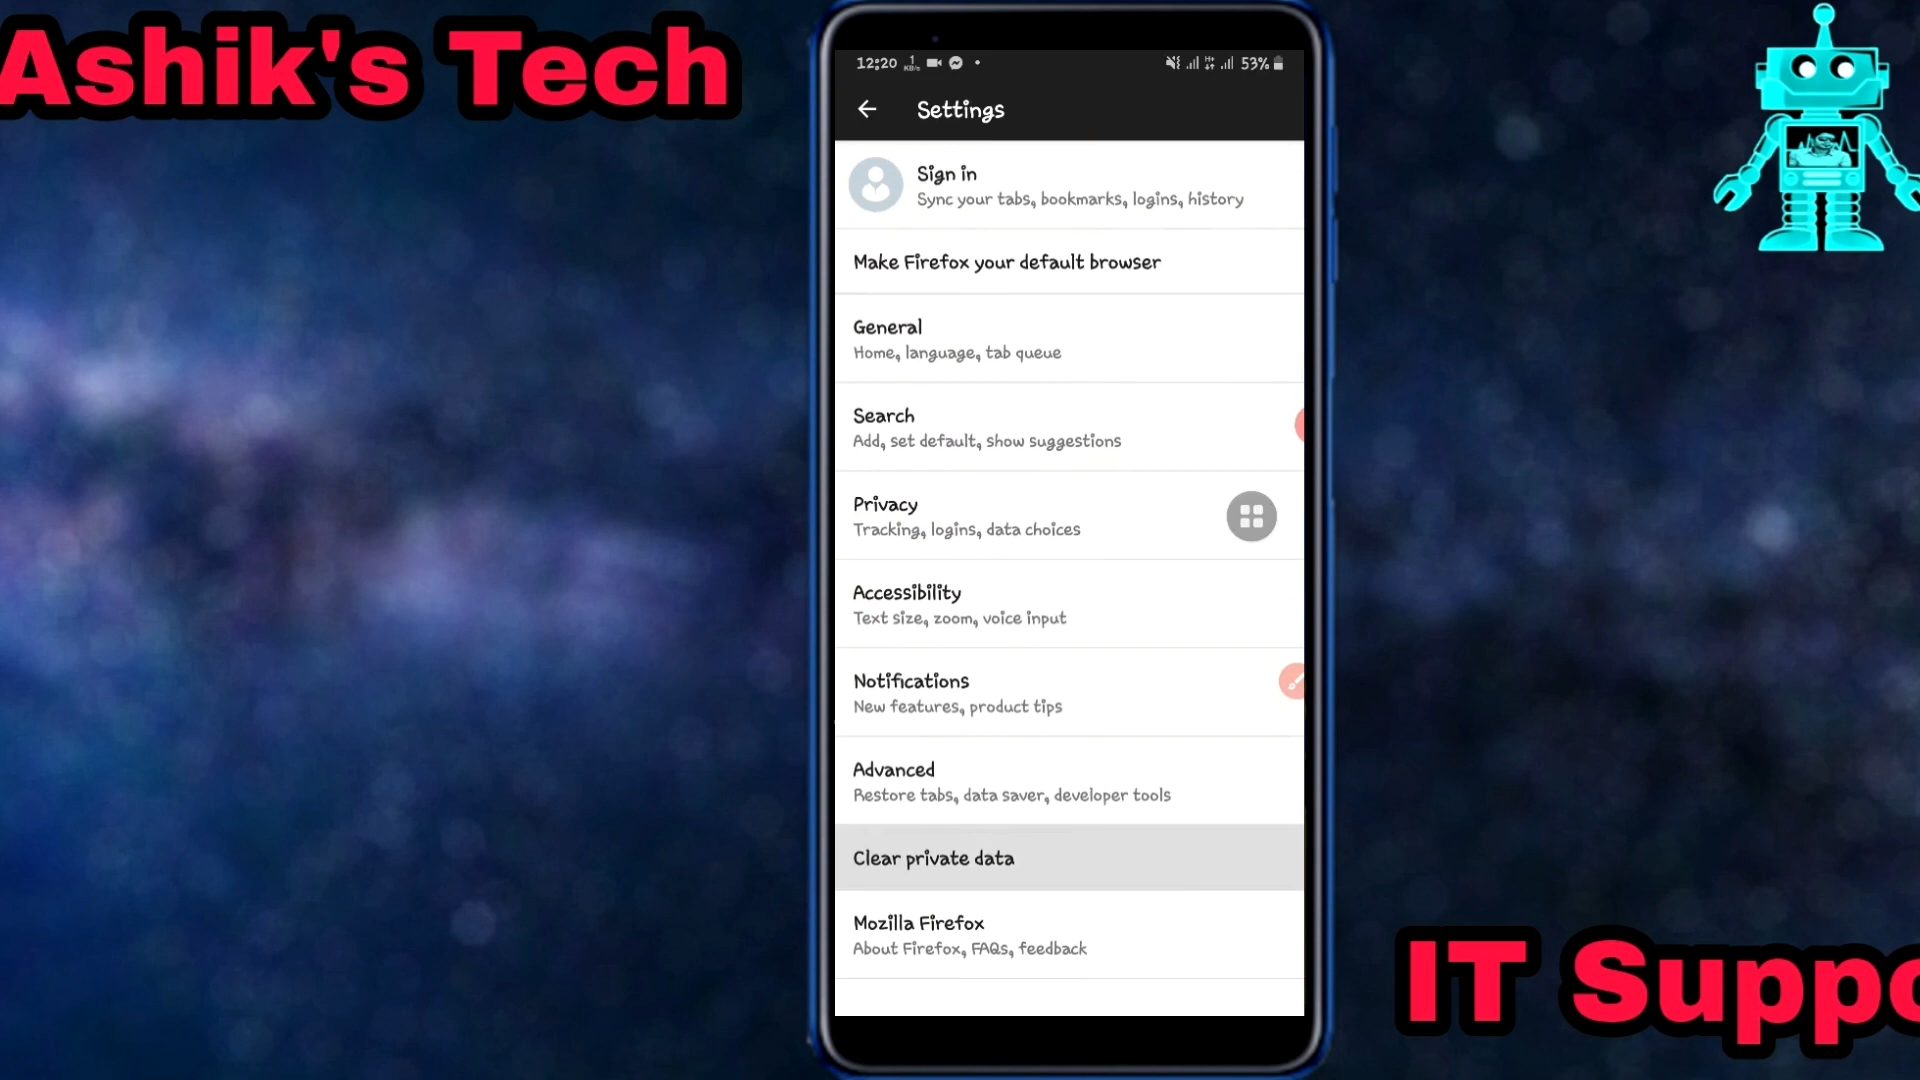 Ashik's Tech
12:20 1 KB/s 53%
Settings
Sign in
Sync your tabs, bookmarks, logins, history
Make Firefox your default browser
General
Home, language, tab queue
Search
Add, set default, show suggestions
Privacy
Tracking, logins, data choices
Accessibility
Text size, zoom, voice input
Notifications
New features, product tips
Advanced
Restore tabs, data saver, developer tools
Clear private data
Mozilla Firefox
About Firefox, FAQs, feedback
IT Suppo